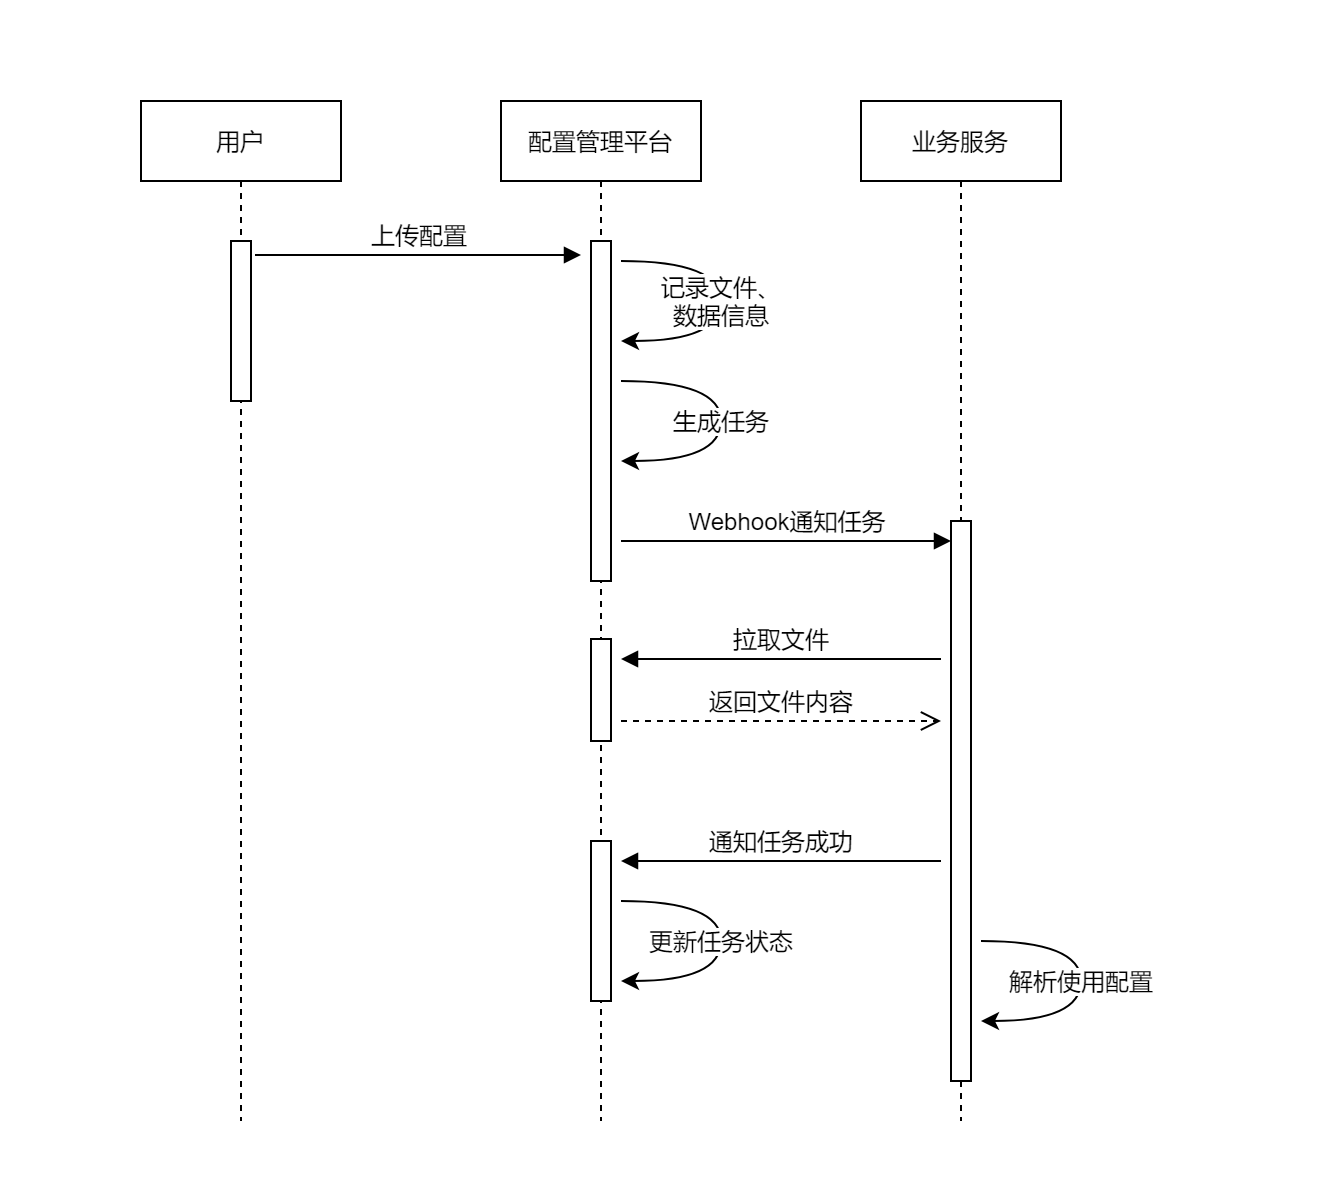 用户
配置管理平台
业务服务
上传配置
记录文件、
数据信息
生成任务
Webhook通知任务
拉取文件
返回文件内容
通知任务成功
更新任务状态
解析使用配置